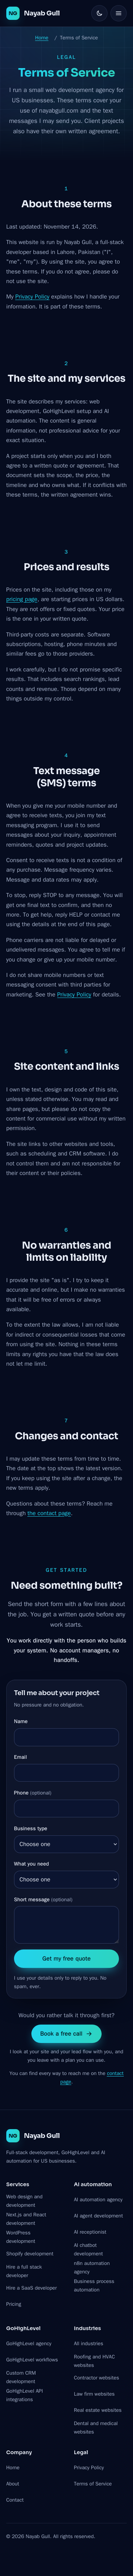 NG Nayab Gull
Home / Terms of Service
LEGAL
Terms of Service
I run a small web development agency for
US businesses. These terms cover your
use of nayabgull.com and the text
messages I may send you. Client projects
also have their own written agreement.
1
About these terms
Last updated: November 14, 2026.
This website is run by Nayab Gull, a full-stack
developer based in Lahore, Pakistan ("I",
"me", "my"). By using the site, you agree to
these terms. If you do not agree, please do
not use the site.
My Privacy Policy explains how I handle your
information. It is part of these terms.
2
The site and my services
The site describes my services: web
development, GoHighLevel setup and AI
automation. The content is general
information, not professional advice for your
exact situation.
A project starts only when you and I both
agree to a written quote or agreement. That
document sets the scope, the price, the
timeline and who owns what. If it conflicts with
these terms, the written agreement wins.
3
Prices and results
Prices on the site, including those on my
pricing page, are starting prices in US dollars.
They are not offers or fixed quotes. Your price
is the one in your written quote.
Third-party costs are separate. Software
subscriptions, hosting, phone minutes and
similar fees go to those providers.
I work carefully, but I do not promise specific
results. That includes search rankings, lead
counts and revenue. Those depend on many
things outside my control.
4
Text message
(SMS) terms
When you give me your mobile number and
agree to receive texts, you join my text
messaging program. I use it to send
messages about your inquiry, appointment
reminders, quotes and project updates.
Consent to receive texts is not a condition of
any purchase. Message frequency varies.
Message and data rates may apply.
To stop, reply STOP to any message. You will
get one final text to confirm, and then no
more. To get help, reply HELP or contact me
using the details at the end of this page.
Phone carriers are not liable for delayed or
undelivered messages. You agree to tell me if
you change or give up your mobile number.
I do not share mobile numbers or text
messaging consent with third parties for
marketing. See the Privacy Policy for details.
5
Site content and links
I own the text, design and code of this site,
unless stated otherwise. You may read and
share pages, but please do not copy the
content for commercial use without my written
permission.
The site links to other websites and tools,
such as scheduling and CRM software. I do
not control them and am not responsible for
their content or their policies.
6
No warranties and
limits on liability
I provide the site "as is". I try to keep it
accurate and online, but I make no warranties
that it will be free of errors or always
available.
To the extent the law allows, I am not liable
for indirect or consequential losses that come
from using the site. Nothing in these terms
limits any rights you have that the law does
not let me limit.
7
Changes and contact
I may update these terms from time to time.
The date at the top shows the latest version.
If you keep using the site after a change, the
new terms apply.
Questions about these terms? Reach me
through the contact page.
GET STARTED
Need something built?
Send the short form with a few lines about
the job. You get a written quote before any
work starts.
You work directly with the person who builds
your system. No account managers, no
handoffs.
Tell me about your project
No pressure and no obligation.
Name
Email
Phone (optional)
Business type
Choose one
What you need
Choose one
Short message (optional)
Get my free quote
I use your details only to reply to you. No
spam, ever.
Would you rather talk it through first?
Book a free call →
I look at your site and your lead flow with you, and
you leave with a plan you can use.
You can find every way to reach me on the contact
page.
NG Nayab Gull
Full-stack development, GoHighLevel and AI
automation for US businesses.
Services
Web design and
development
Next.js and React
development
WordPress
development
Shopify development
Hire a full stack
developer
Hire a SaaS developer
Pricing
AI automation
AI automation agency
AI agent development
AI receptionist
AI chatbot
development
n8n automation
agency
Business process
automation
GoHighLevel
GoHighLevel agency
GoHighLevel workflows
Custom CRM
development
GoHighLevel API
integrations
Industries
All industries
Roofing and HVAC
websites
Contractor websites
Law firm websites
Real estate websites
Dental and medical
websites
Company
Home
About
Contact
Legal
Privacy Policy
Terms of Service
© 2026 Nayab Gull. All rights reserved.